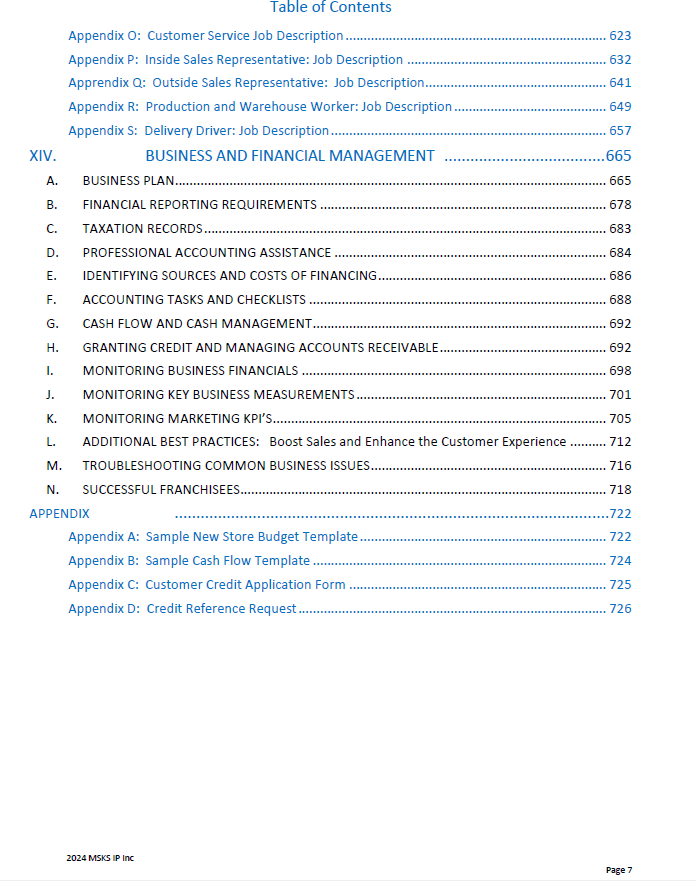 Table of Contents
Appendix O:  Customer Service Job Description ........................................................................ 623
Appendix P:  Inside Sales Representative: Job Description ....................................................... 632
Apprendix Q:  Outside Sales Representative:  Job Description.................................................. 641
Appendix R:  Production and Warehouse Worker: Job Description .......................................... 649
Appendix S:  Delivery Driver: Job Description ............................................................................ 657
XIV. BUSINESS AND FINANCIAL MANAGEMENT .....................................665
A. BUSINESS PLAN.................................................................................................................... 665
B. FINANCIAL REPORTING REQUIREMENTS ............................................................................... 678
C. TAXATION RECORDS ............................................................................................................ 683
D. PROFESSIONAL ACCOUNTING ASSISTANCE ........................................................................... 684
E. IDENTIFYING SOURCES AND COSTS OF FINANCING............................................................... 686
F. ACCOUNTING TASKS AND CHECKLISTS .................................................................................. 688
G. CASH FLOW AND CASH MANAGEMENT................................................................................. 692
H. GRANTING CREDIT AND MANAGING ACCOUNTS RECEIVABLE ............................................. 692
I. MONITORING BUSINESS FINANCIALS .................................................................................... 698
J. MONITORING KEY BUSINESS MEASUREMENTS ..................................................................... 701
K. MONITORING MARKETING KPI'S............................................................................................ 705
L. ADDITIONAL BEST PRACTICES:   Boost Sales and Enhance the Customer Experience .......... 712
M. TROUBLESHOOTING COMMON BUSINESS ISSUES................................................................. 716
N. SUCCESSFUL FRANCHISEES.................................................................................................... 718
APPENDIX ....................................................................................................722
Appendix A:  Sample New Store Budget Template .................................................................... 722
Appendix B:  Sample Cash Flow Template ................................................................................. 724
Appendix C:  Customer Credit Application Form ....................................................................... 725
Appendix D:  Credit Reference Request ..................................................................................... 726
2024 MSKS IP Inc
Page 7